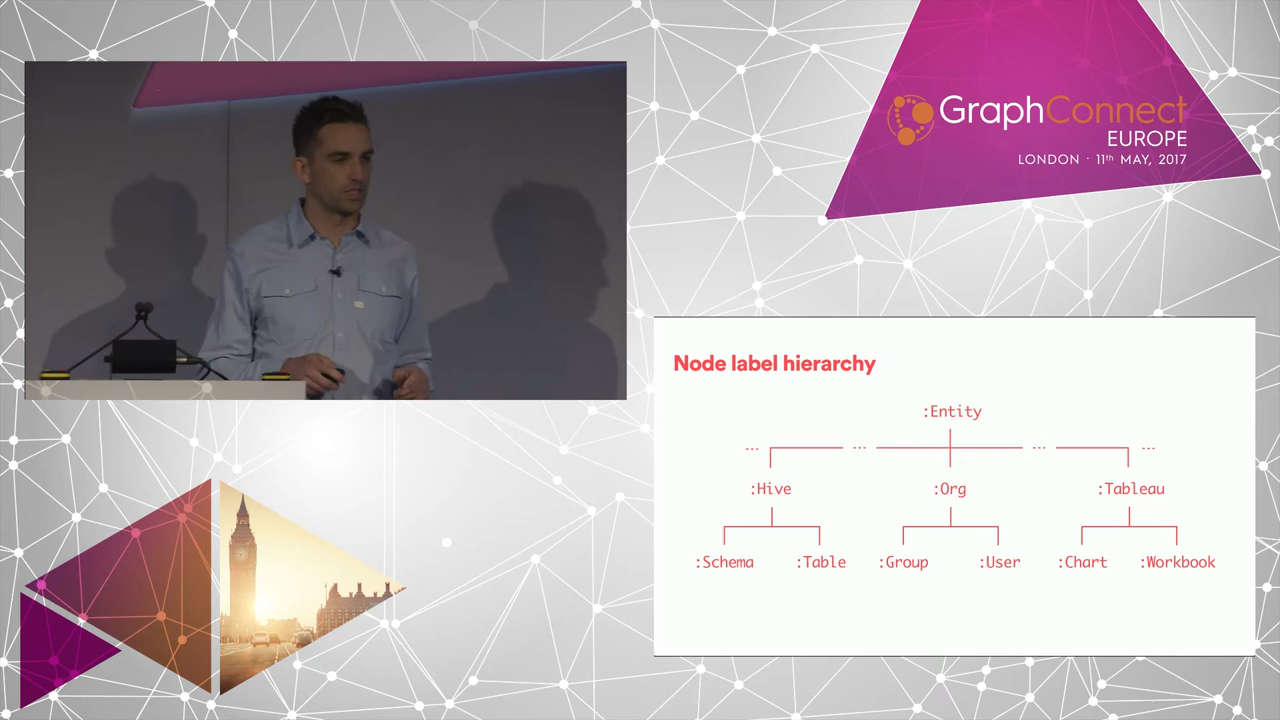 GraphConnect
EUROPE
LONDON · 11th MAY, 2017
Node label hierarchy
:Entity
... ... ... ...
:Hive :Org :Tableau
:Schema :Table :Group :User :Chart :Workbook